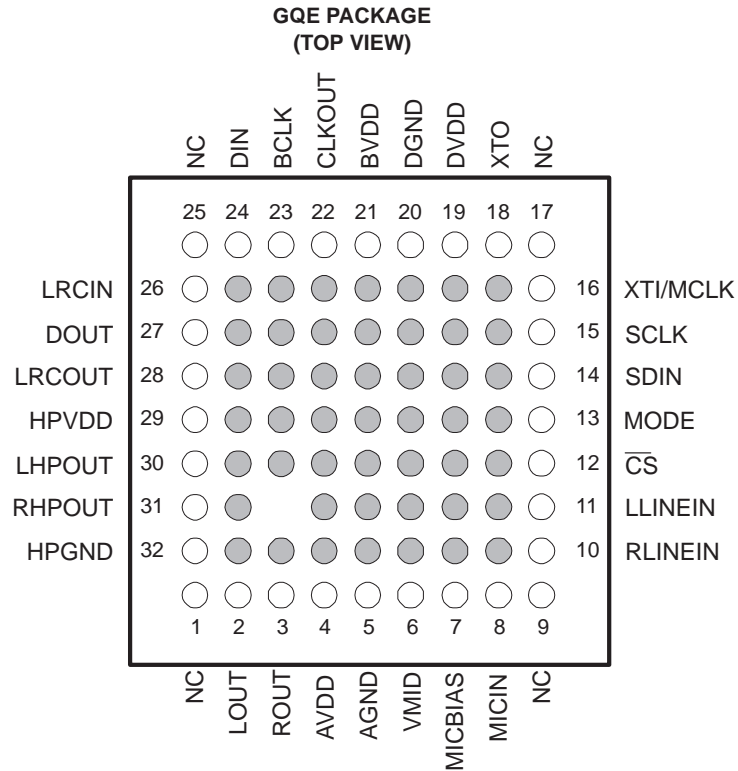 GQE PACKAGE
(TOP VIEW)
NC DIN BCLK CLKOUT BVDD DGND DVDD XTO NC
25 24 23 22 21 20 19 18 17
LRCIN 26 16 XTI/MCLK
DOUT 27 15 SCLK
LRCOUT 28 14 SDIN
HPVDD 29 13 MODE
LHPOUT 30 12 C̅S̅
RHPOUT 31 11 LLINEIN
HPGND 32 10 RLINEIN
1 2 3 4 5 6 7 8 9
NC LOUT ROUT AVDD AGND VMID MICBIAS MICIN NC